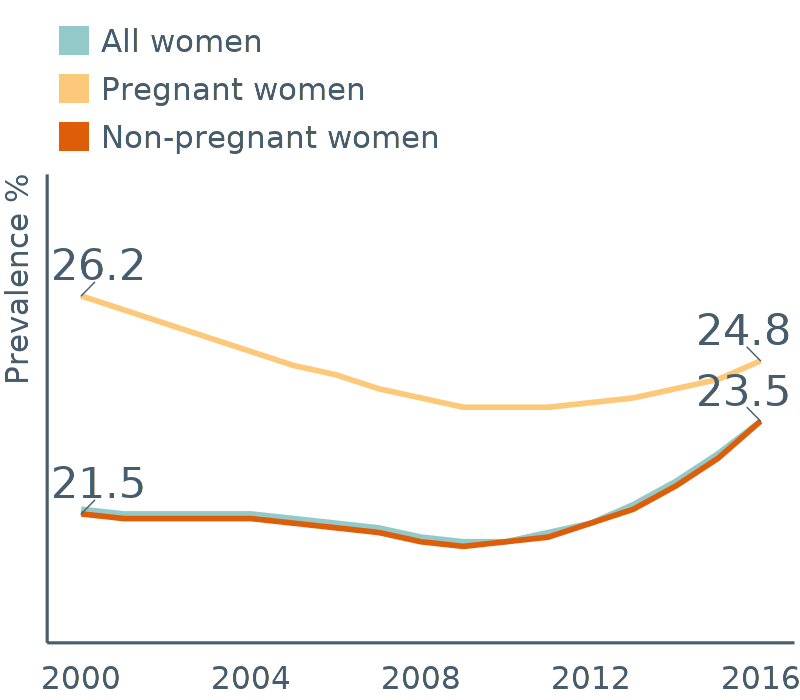 All women
Pregnant women
Non-pregnant women
Prevalence %
26.2
24.8
23.5
21.5
2000 2004 2008 2012 2016